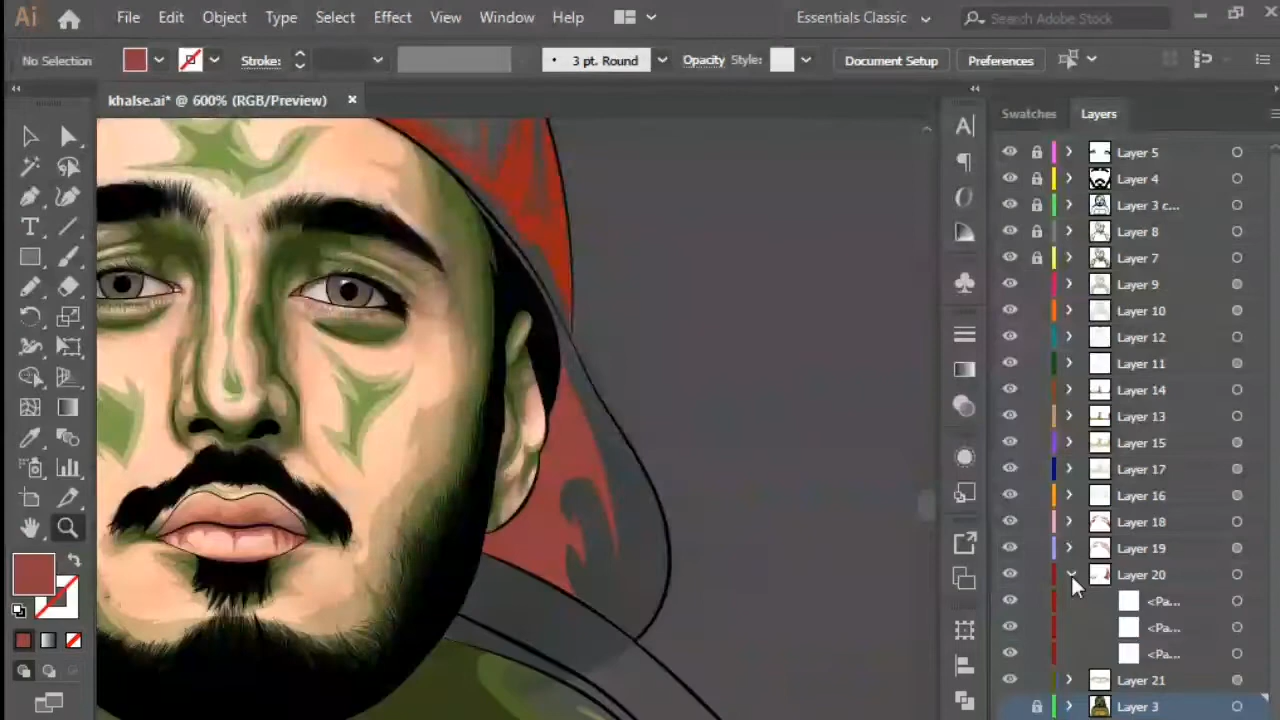 Ai File Edit Object Type Select Effect View Window Help Essentials Classic Search Adobe Stock
No Selection Stroke: 3 pt. Round Opacity Style: Document Setup Preferences
khalse.ai* @ 600% (RGB/Preview)
Swatches Layers
Layer 5
Layer 4
Layer 3 c...
Layer 8
Layer 7
Layer 9
Layer 10
Layer 12
Layer 11
Layer 14
Layer 13
Layer 15
Layer 17
Layer 16
Layer 18
Layer 19
Layer 20
<Pa...
<Pa...
<Pa...
Layer 21
Layer 3